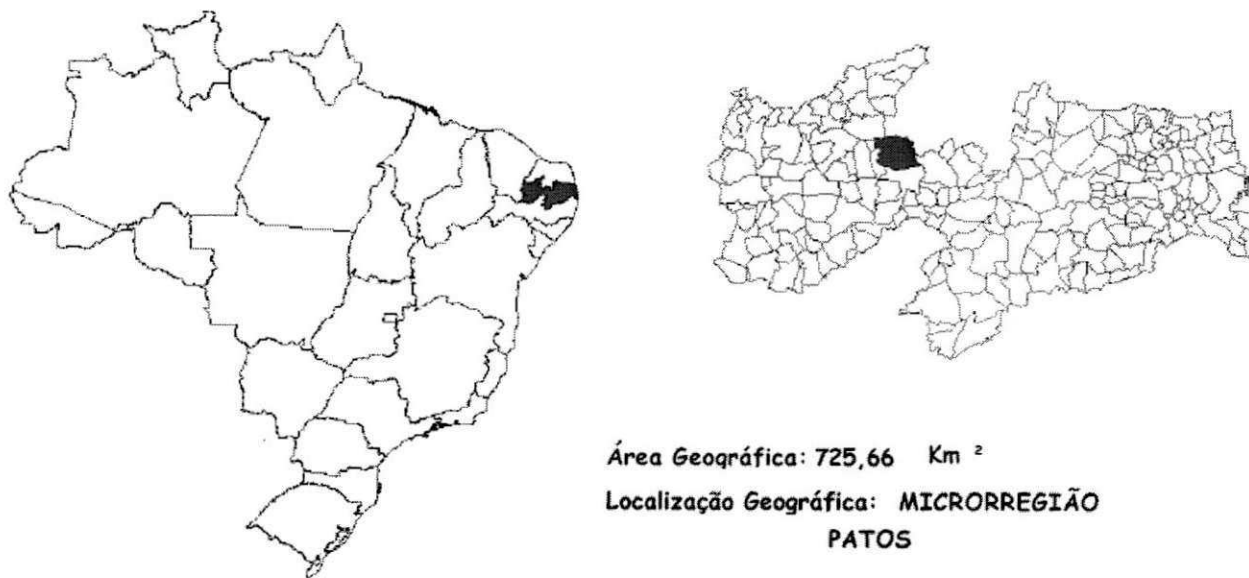 Área Geográfica: 725,66 Km ²
Localização Geográfica: MICRORREGIÃO
PATOS